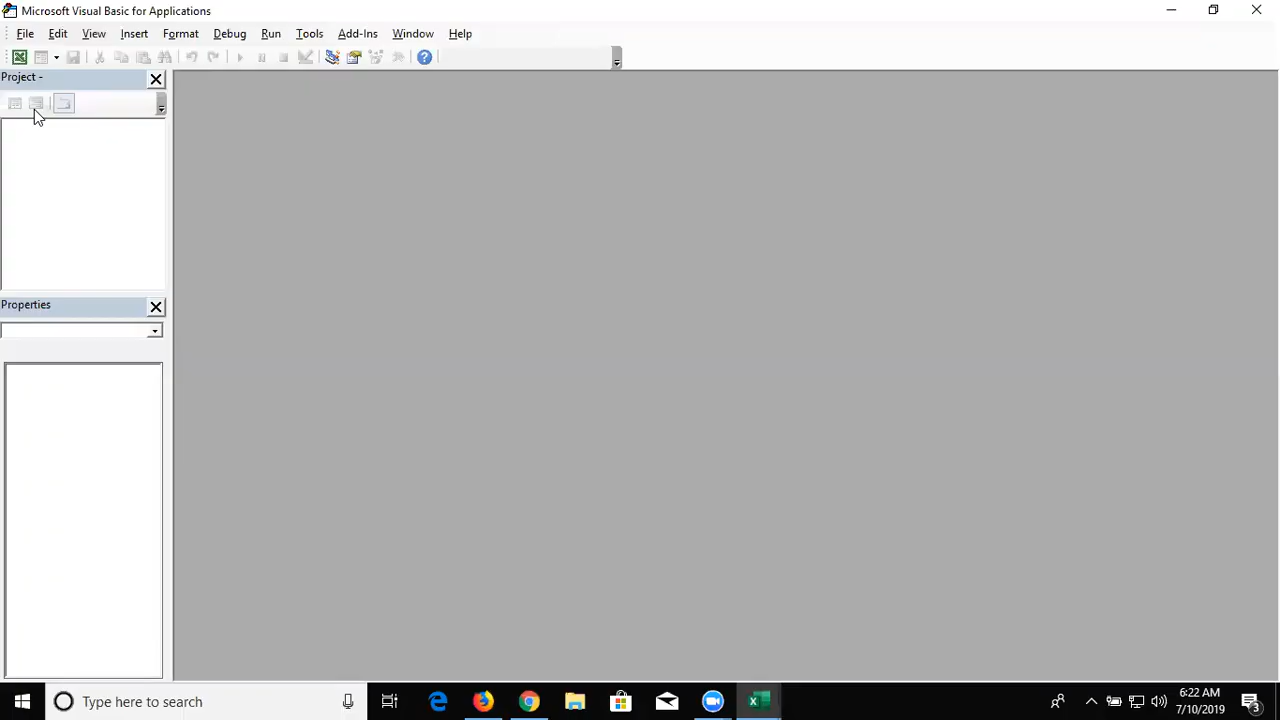 Microsoft Visual Basic for Applications
File Edit View Insert Format Debug Run Tools Add-Ins Window Help
Project -
Properties
Type here to search
6:22 AM
7/10/2019
3